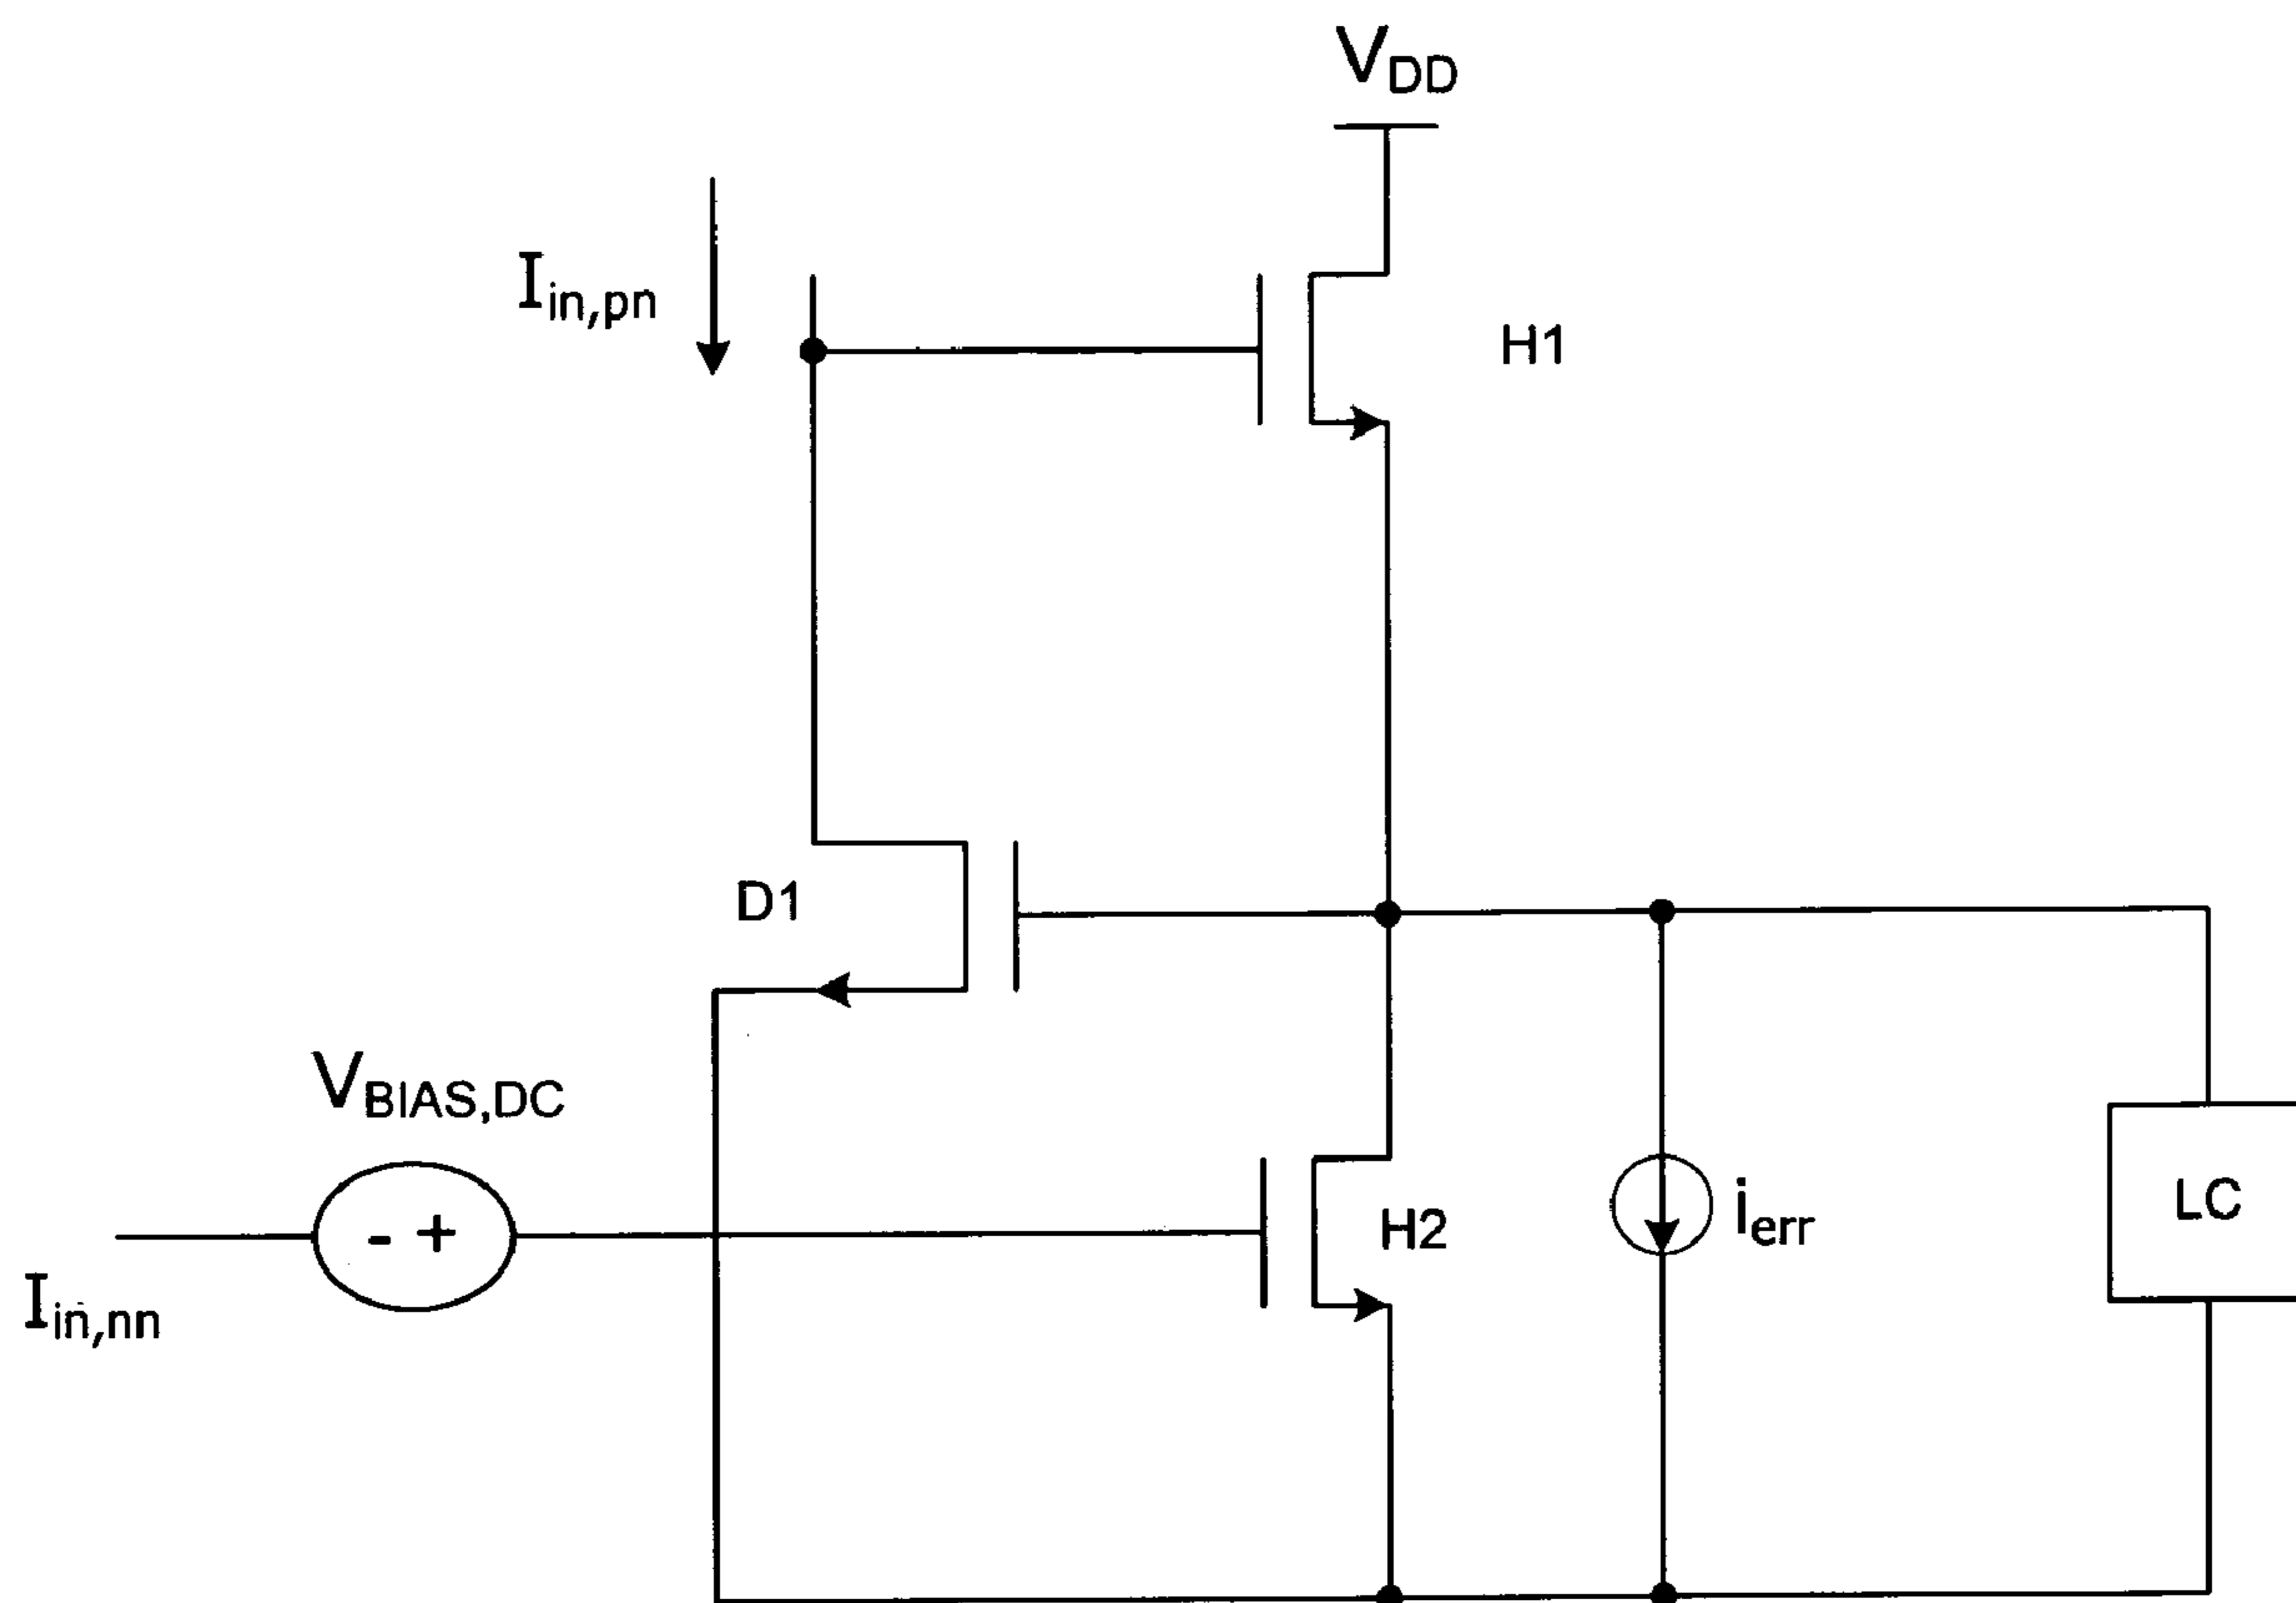 VDD
Iin,pn
H1
D1
VBIAS,DC
- +
H2
ierr
LC
Iin,nn